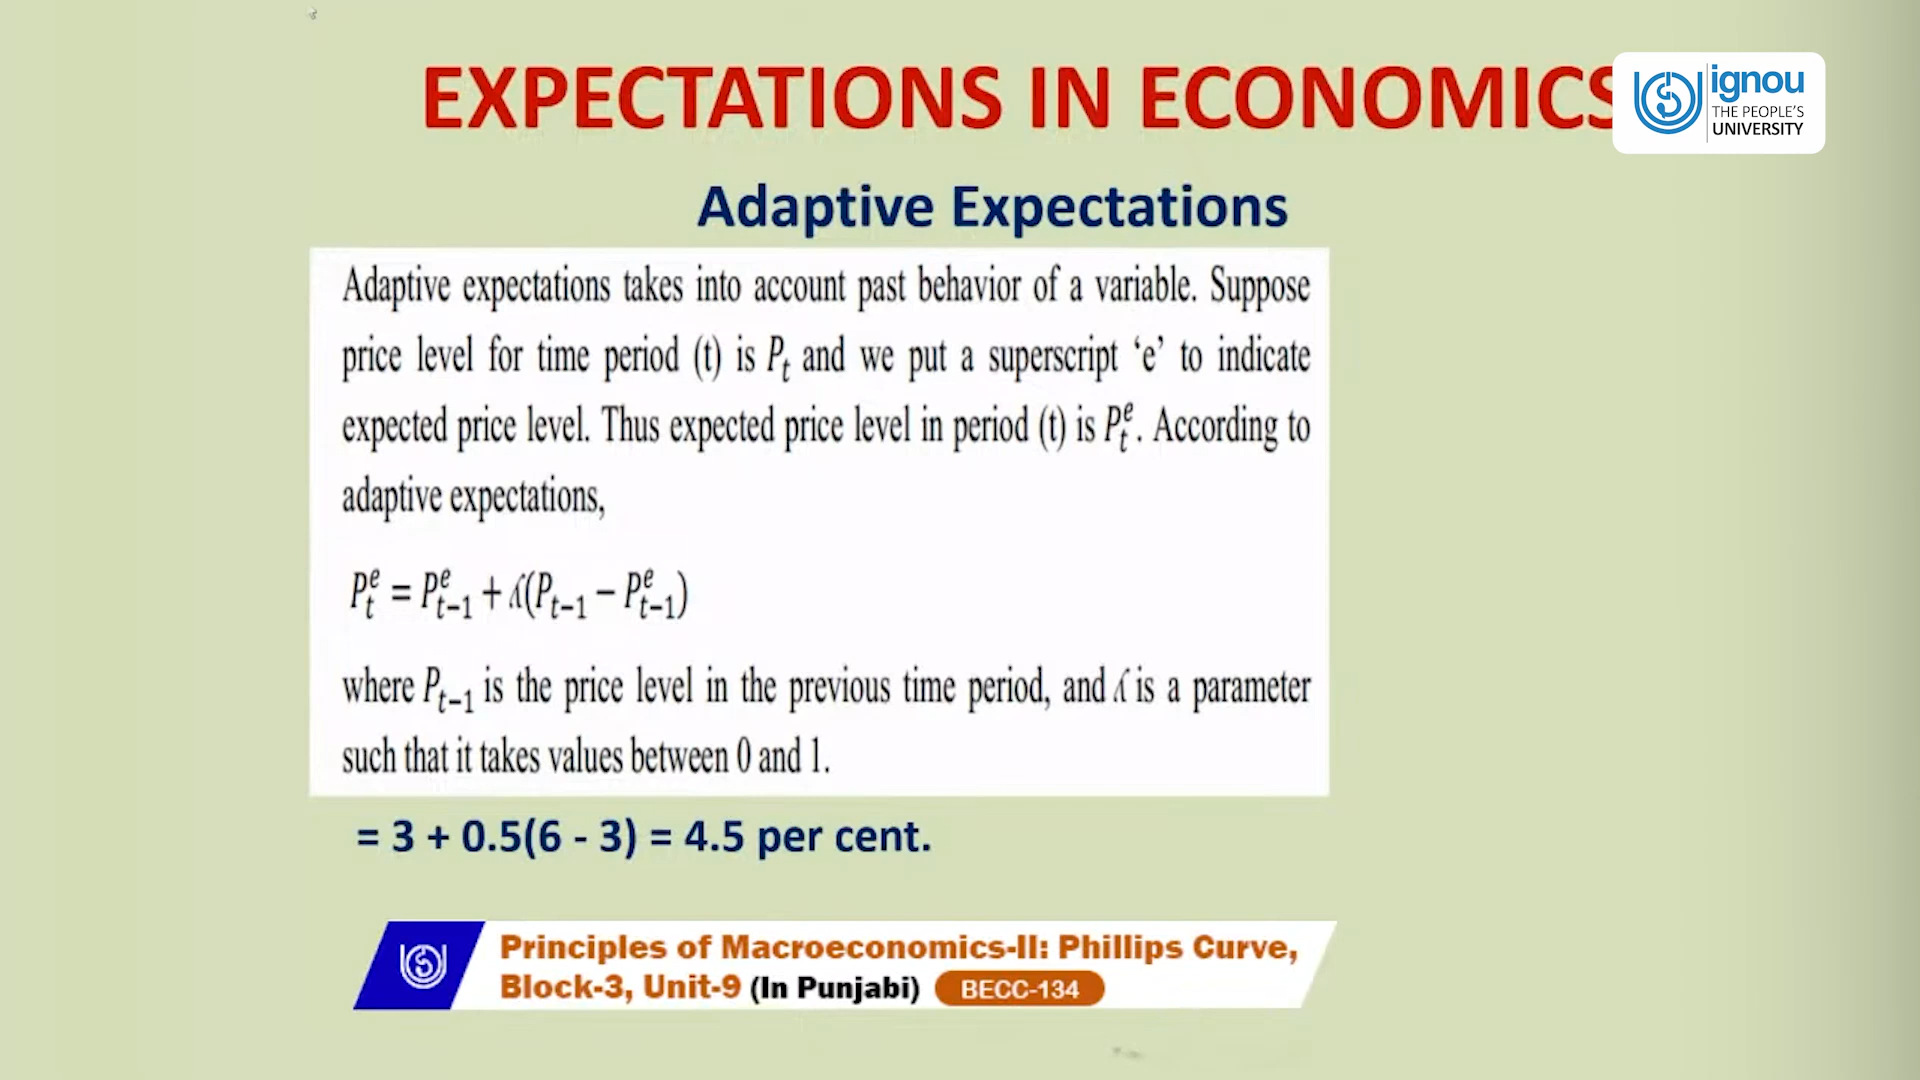 EXPECTATIONS IN ECONOMICS
ignou
THE PEOPLE'S
UNIVERSITY
Adaptive Expectations
Adaptive expectations takes into account past behavior of a variable. Suppose
price level for time period (t) is Pₜ and we put a superscript ‘e’ to indicate
expected price level. Thus expected price level in period (t) is Pₜᵉ. According to
adaptive expectations,
Pₜᵉ = Pₜ₋₁ᵉ + ʎ(Pₜ₋₁ − Pₜ₋₁ᵉ)
where Pₜ₋₁ is the price level in the previous time period, and ʎ is a parameter
such that it takes values between 0 and 1.
= 3 + 0.5(6 - 3) = 4.5 per cent.
Principles of Macroeconomics-II: Phillips Curve,
Block-3, Unit-9 (In Punjabi) BECC-134